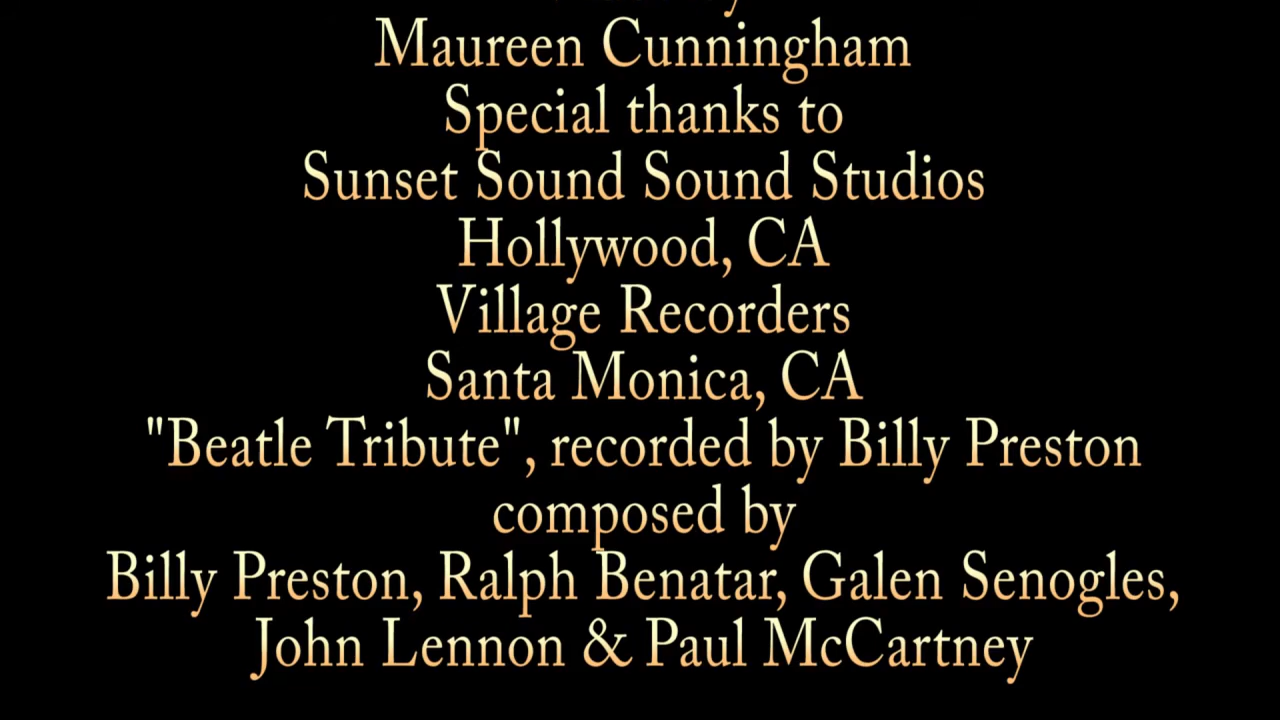 Maureen Cunningham
Special thanks to
Sunset Sound Sound Studios
Hollywood, CA
Village Recorders
Santa Monica, CA
"Beatle Tribute", recorded by Billy Preston
composed by
Billy Preston, Ralph Benatar, Galen Senogles,
John Lennon & Paul McCartney